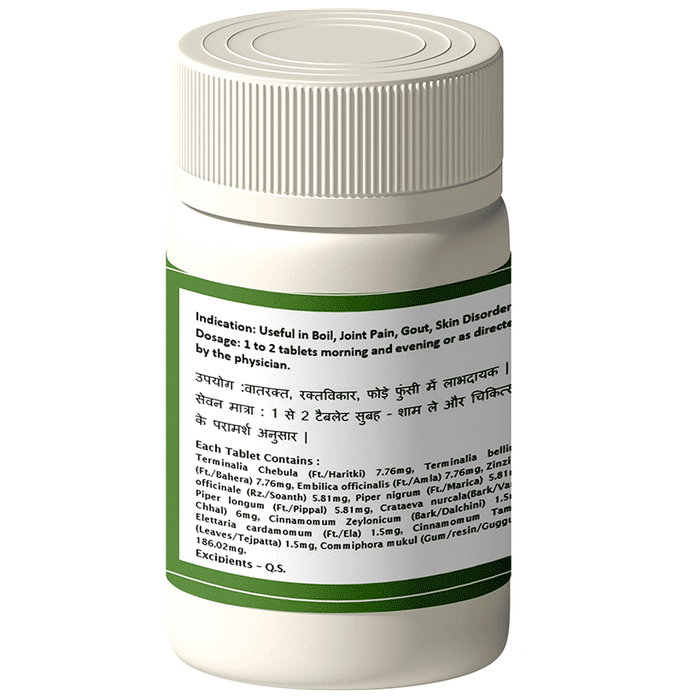 Indication: Useful in Boil, Joint Pain, Gout, Skin Disorder
Dosage: 1 to 2 tablets morning and evening or as directe
by the physician.
उपयोग :वातरक्त, रक्तविकार, फोड़े फुंसी में लाभदायक |
सेवन मात्रा : 1 से 2 टैबलेट सुबह - शाम ले और चिकित्स
के परामर्श अनुसार |
Each Tablet Contains :
Terminalia Chebula (Ft./Haritki) 7.76mg, Terminalia bellir
(Ft./Bahera) 7.76mg, Embilica officinalis (Ft./Amla) 7.76mg, Zinzi
officinale (Rz./Soanth) 5.81mg, Piper nigrum (Ft./Marica) 5.81m
Piper longum (Ft./Pippal) 5.81mg, Crataeva nurcala(Bark/Va
Chhal) 6mg, Cinnamomum Zeylonicum (Bark/Dalchini) 1.5m
Elettaria cardamomum (Ft./Ela) 1.5mg, Cinnamomum Tam
(Leaves/Tejpatta) 1.5mg, Commiphora mukul (Gum/resin/Guggu
186.02mg.
Excipients - Q.S.